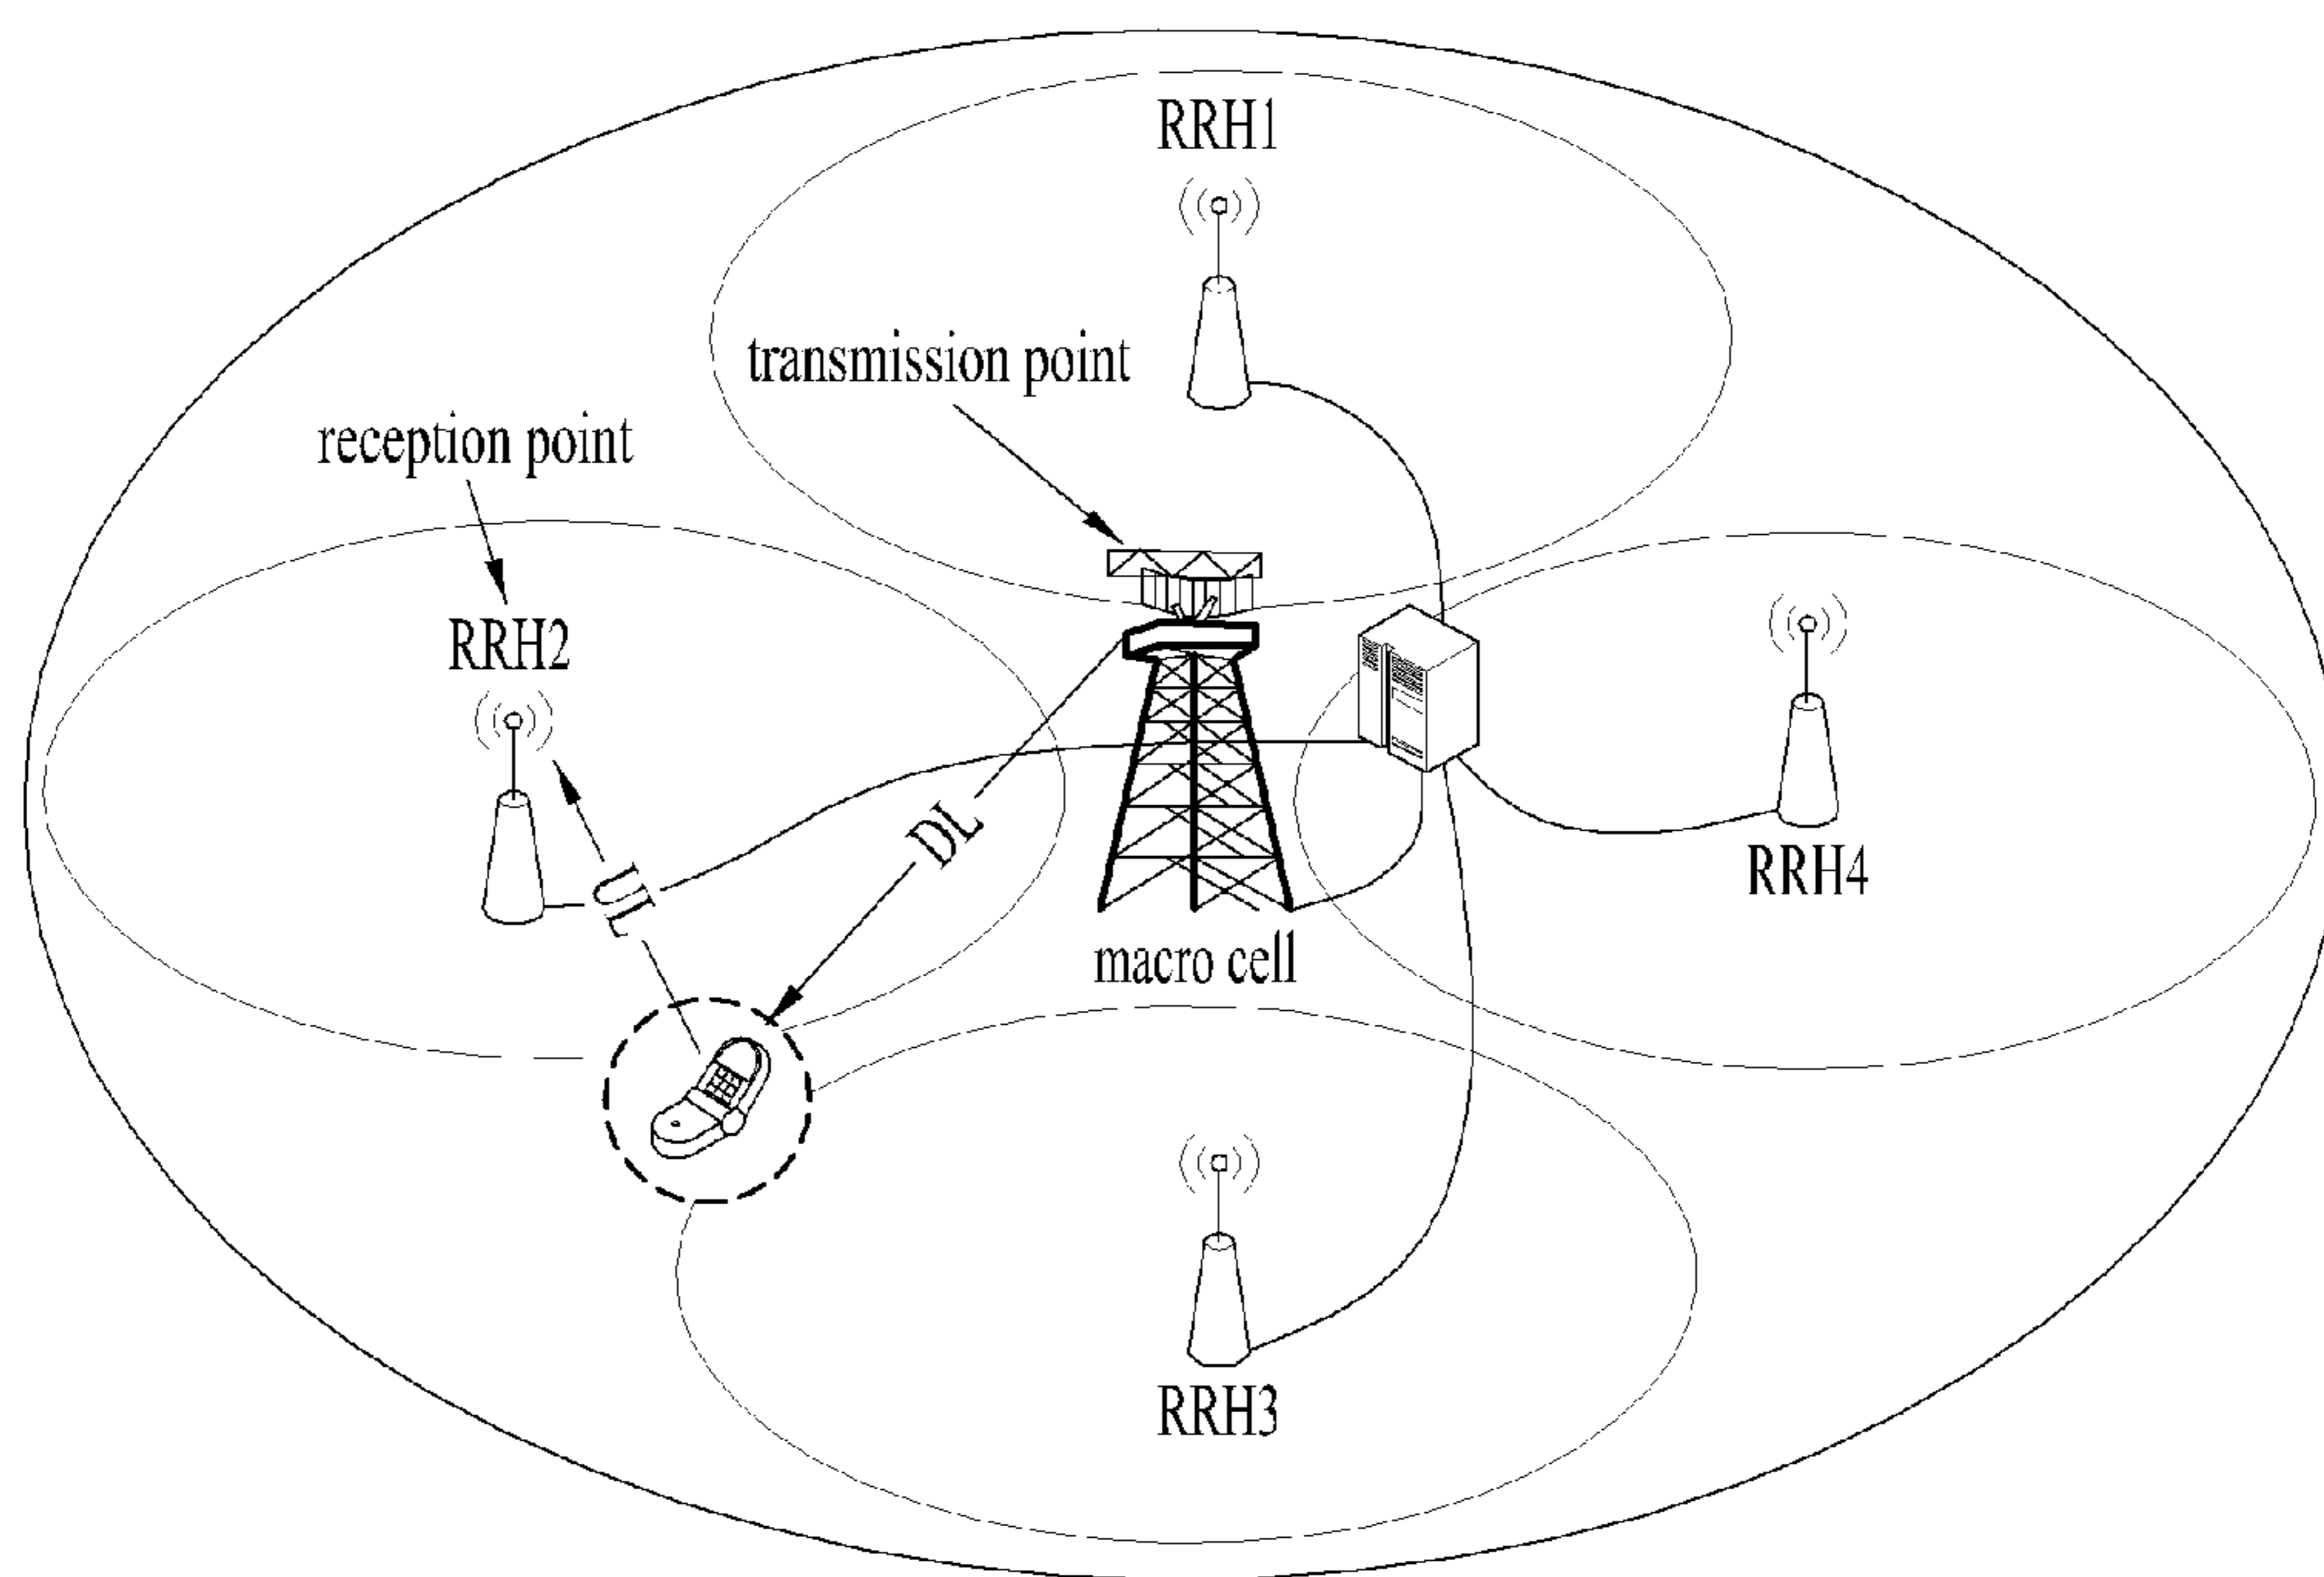 RRH1
transmission point
reception point
RRH2
DL
UL
RRH4
macro cell
RRH3